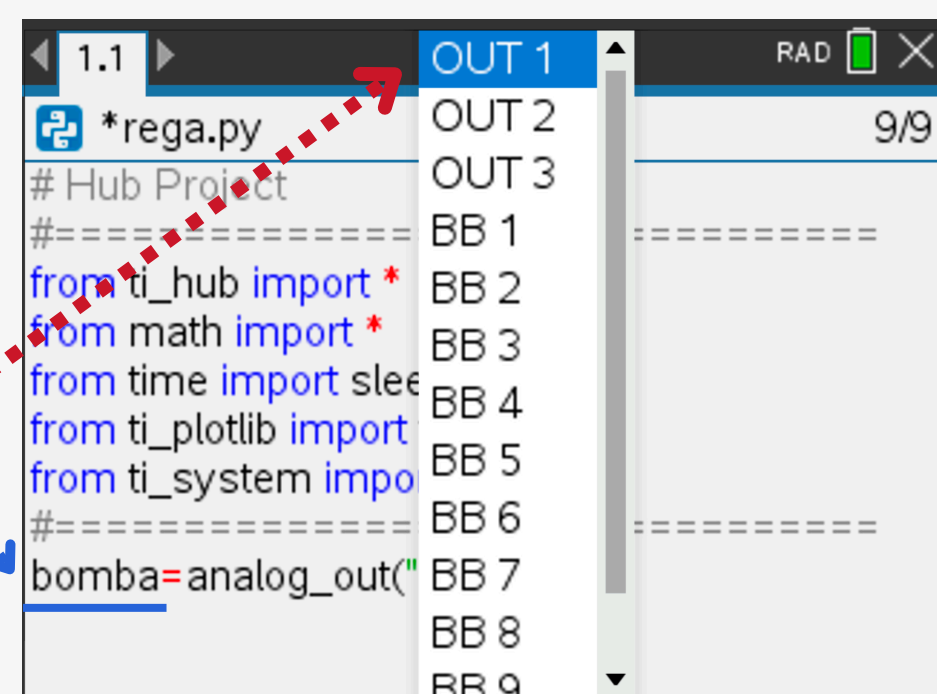 1.1
RAD
*rega.py
9/9
# Hub Project
#==============================
from ti_hub import *
from math import *
from time import slee
from ti_plotlib import
from ti_system impo
#==============================
bomba=analog_out("
OUT 1
OUT 2
OUT 3
BB 1
BB 2
BB 3
BB 4
BB 5
BB 6
BB 7
BB 8
BB 9